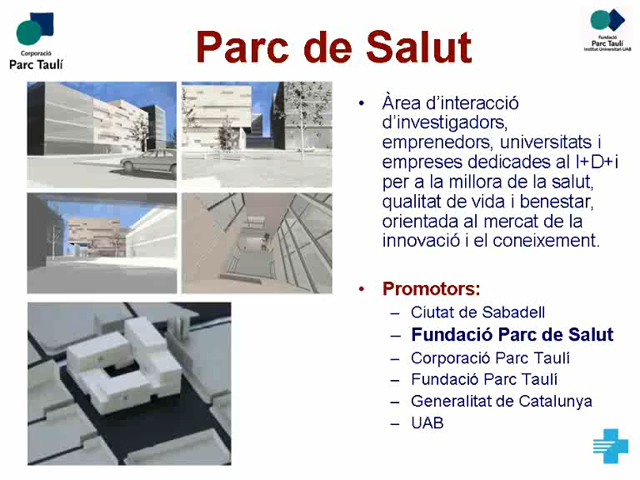 Corporació
Parc Taulí
Parc de Salut
Fundació
Parc Taulí
Institut Universitari UAB
• Àrea d'interacció
d'investigadors,
emprenedors, universitats i
empreses dedicades al I+D+i
per a la millora de la salut,
qualitat de vida i benestar,
orientada al mercat de la
innovació i el coneixement.
• Promotors:
– Ciutat de Sabadell
– Fundació Parc de Salut
– Corporació Parc Taulí
– Fundació Parc Taulí
– Generalitat de Catalunya
– UAB